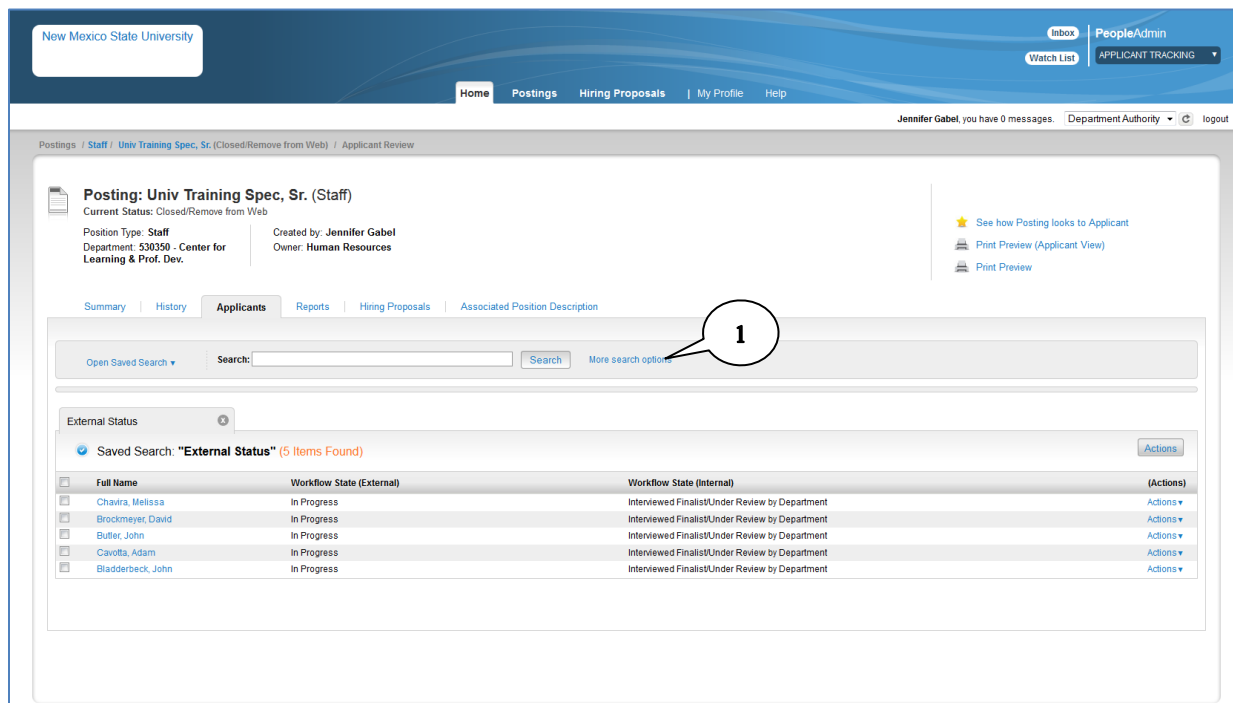 New Mexico State University
Inbox PeopleAdmin
Watch List APPLICANT TRACKING
Home Postings Hiring Proposals | My Profile Help
Jennifer Gabel, you have 0 messages. Department Authority logout
Postings / Staff / Univ Training Spec, Sr. (Closed/Remove from Web) / Applicant Review
Posting: Univ Training Spec, Sr. (Staff)
Current Status: Closed/Remove from Web
Position Type: Staff
Department: 530350 - Center for
Learning & Prof. Dev.
Created by: Jennifer Gabel
Owner: Human Resources
See how Posting looks to Applicant
Print Preview (Applicant View)
Print Preview
Summary History Applicants Reports Hiring Proposals Associated Position Description
1
Open Saved Search Search: Search More search options
External Status
Saved Search: "External Status" (5 Items Found) Actions
Full Name Workflow State (External) Workflow State (Internal) (Actions)
Chavira, Melissa In Progress Interviewed Finalist/Under Review by Department Actions
Brockmeyer, David In Progress Interviewed Finalist/Under Review by Department Actions
Butler, John In Progress Interviewed Finalist/Under Review by Department Actions
Cavotta, Adam In Progress Interviewed Finalist/Under Review by Department Actions
Bladderbeck, John In Progress Interviewed Finalist/Under Review by Department Actions